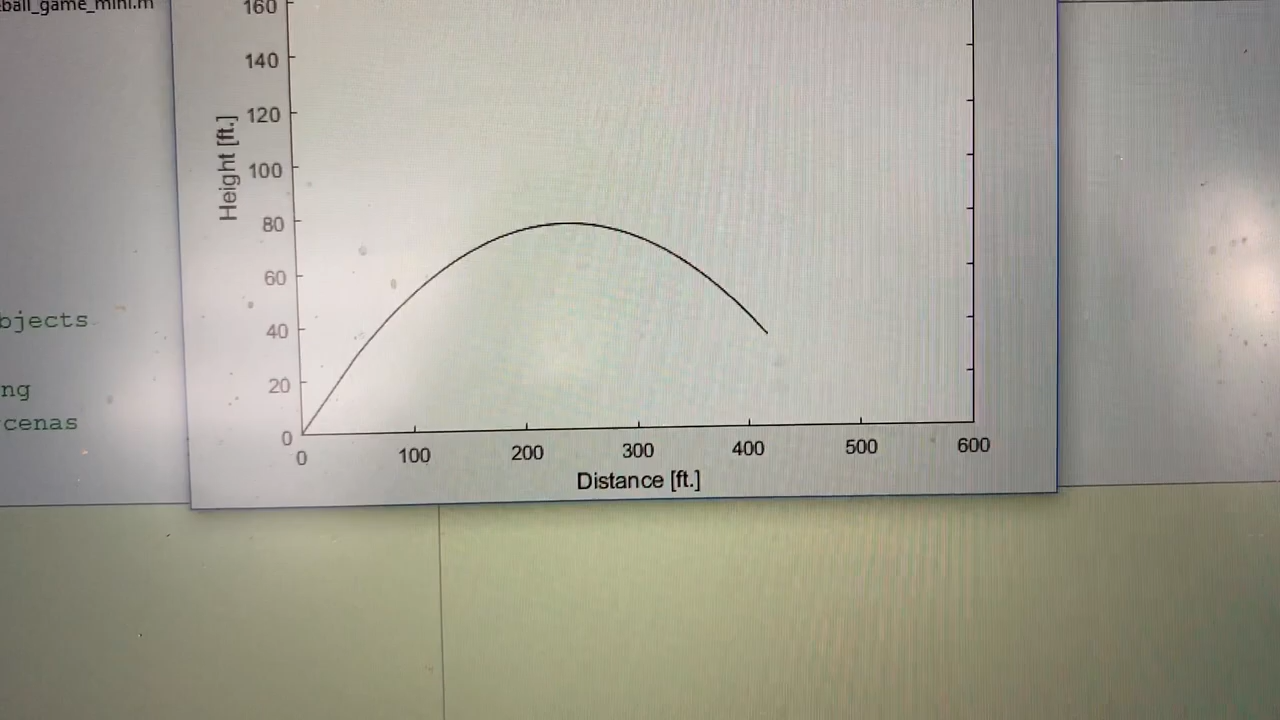 ball_game_mini.m
160
140
120
100
80
60
40
20
0
Height [ft.]
0 100 200 300 400 500 600
Distance [ft.]
bjects
ng
cenas